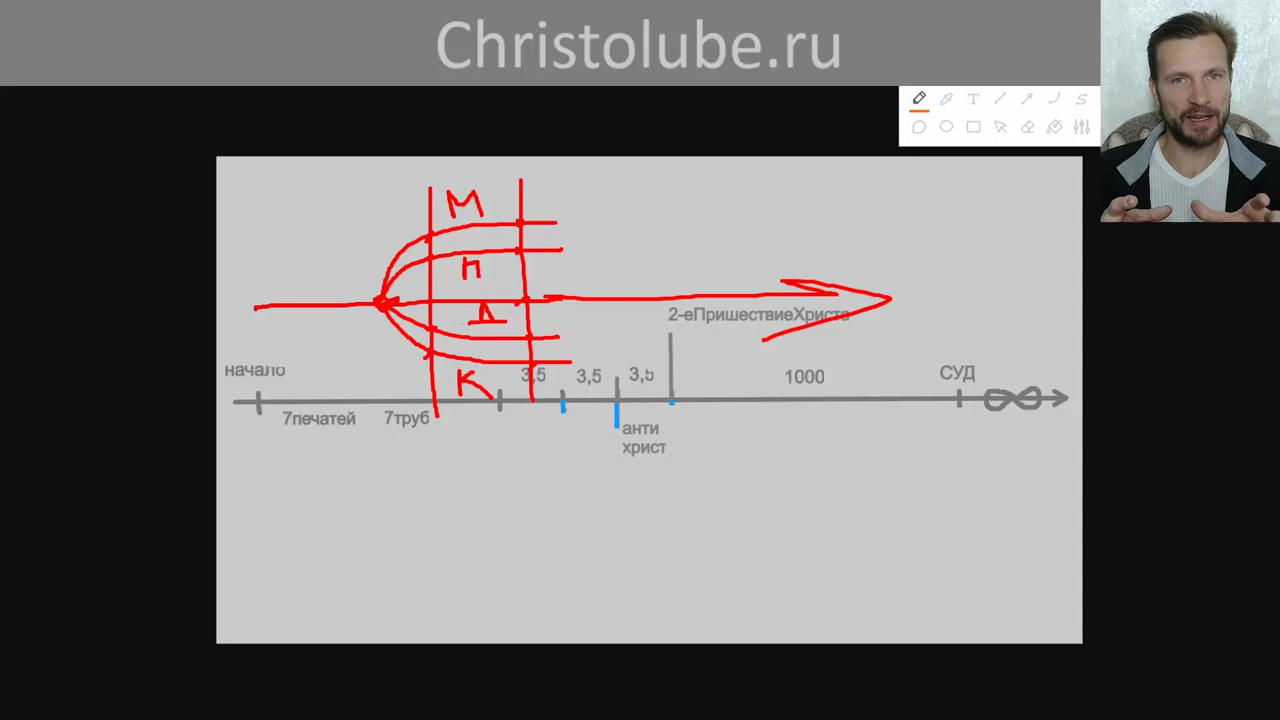 Christolube.ru
М
П
Д
2-еПришествиеХриста
начало
К
3,5
3,5
3,5
1000
СУД
7печатей
7труб
анти
христ